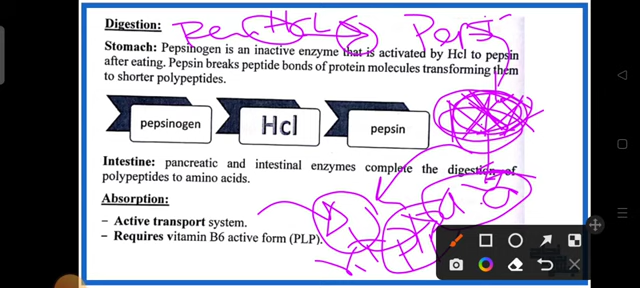 Digestion:
HCL Pepsi
Stomach: Pepsinogen is an inactive enzyme that is activated by Hcl to pepsin
after eating. Pepsin breaks peptide bonds of protein molecules transforming them
to shorter polypeptides.
pepsinogen Hcl pepsin
Intestine: pancreatic and intestinal enzymes complete the digestion of
polypeptides to amino acids.
Absorption:
– Active transport system.
– Requires vitamin B6 active form (PLP).